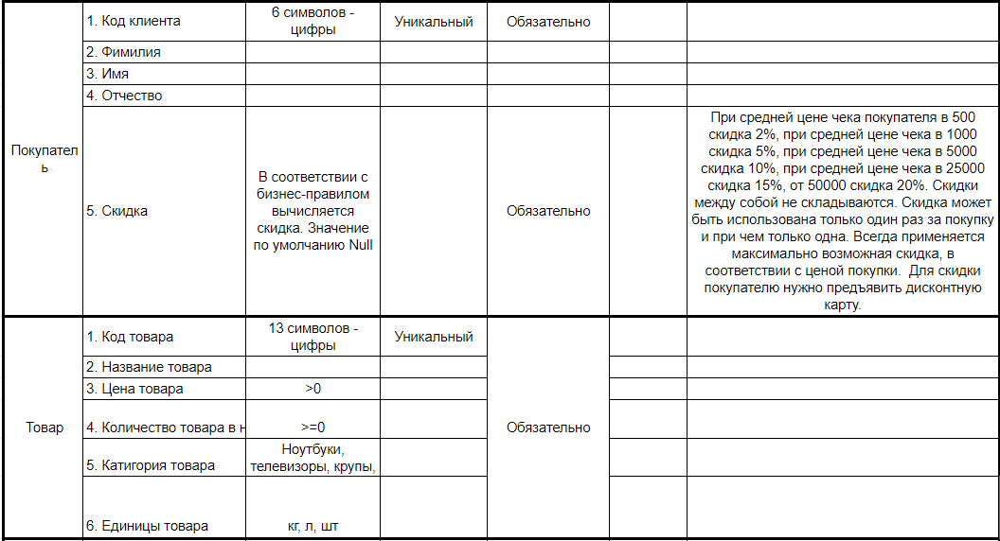 Покупател
ь
1. Код клиента
6 символов -
цифры
Уникальный
Обязательно
2. Фамилия
3. Имя
4. Отчество
5. Скидка
В соответствии с
бизнес-правилом
вычисляется
скидка. Значение
по умолчанию Null
Обязательно
При средней цене чека покупателя в 500
скидка 2%, при средней цене чека в 1000
скидка 5%, при средней цене чека в 5000
скидка 10%, при средней цене чека в 25000
скидка 15%, от 50000 скидка 20%. Скидки
между собой не складываются. Скидка может
быть использована только один раз за покупку
и при чем только одна. Всегда применяется
максимально возможная скидка, в
соответствии с ценой покупки. Для скидки
покупателю нужно предъявить дисконтную
карту.
Товар
1. Код товара
13 символов -
цифры
Уникальный
Обязательно
2. Название товара
3. Цена товара
>0
4. Количество товара в н
>=0
5. Катигория товара
Ноутбуки,
телевизоры, крупы,
6. Единицы товара
кг, л, шт